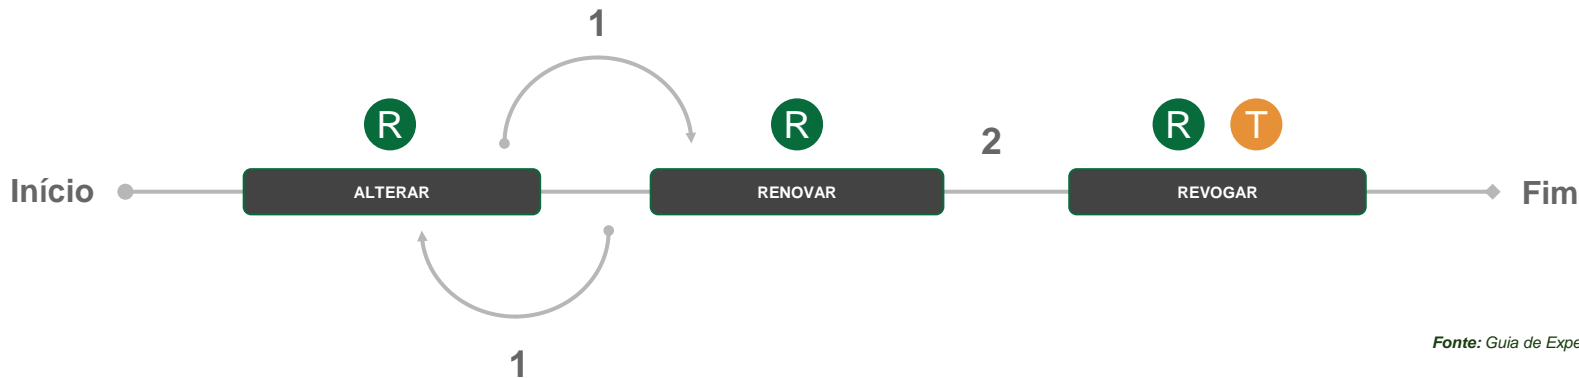 1
R
R
2
R
T
Início
ALTERAR
RENOVAR
REVOGAR
Fim
1
Fonte: Guia de